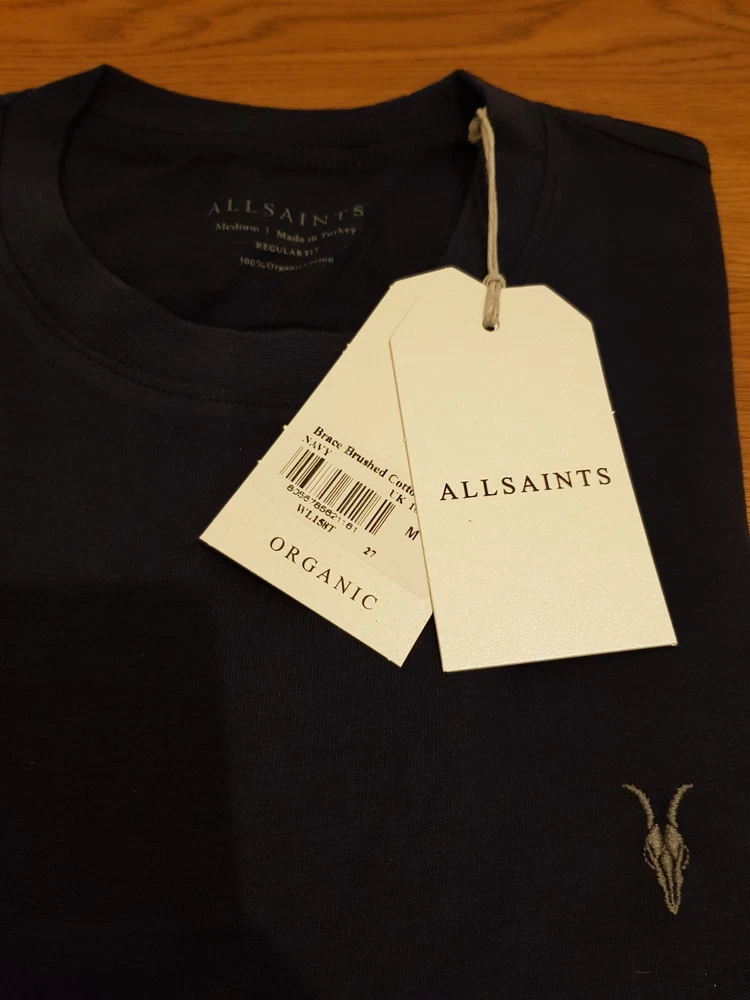 ALLSAINTS
Medium | Made in Turkey
REGULAR FIT
100% Organic Cotton
Brace Brushed Cotto
NAVY
UK
M
WL158T
27
ORGANIC
ALLSAINTS